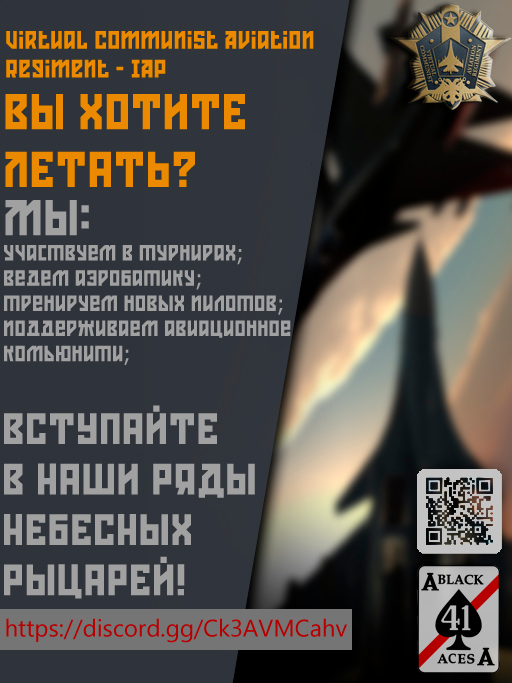 Virtual Communist Aviation
Regiment - IAP
ВЫ ХОТИТЕ
ЛЕТАТЬ?
МЫ:
УЧАСТВУЕМ В ТУРНИРАХ;
ВЕДЕМ АЭРОБАТИКУ;
ТРЕНИРУЕМ НОВЫХ ПИЛОТОВ;
ПОДДЕРЖИВАЕМ АВИАЦИОННОЕ
КОМЬЮНИТИ;
ВСТУПАЙТЕ
В НАШИ РЯДЫ
НЕБЕСНЫХ
РЫЦАРЕЙ!
https://discord.gg/Ck3AVMCahv
A BLACK
41
ACES A